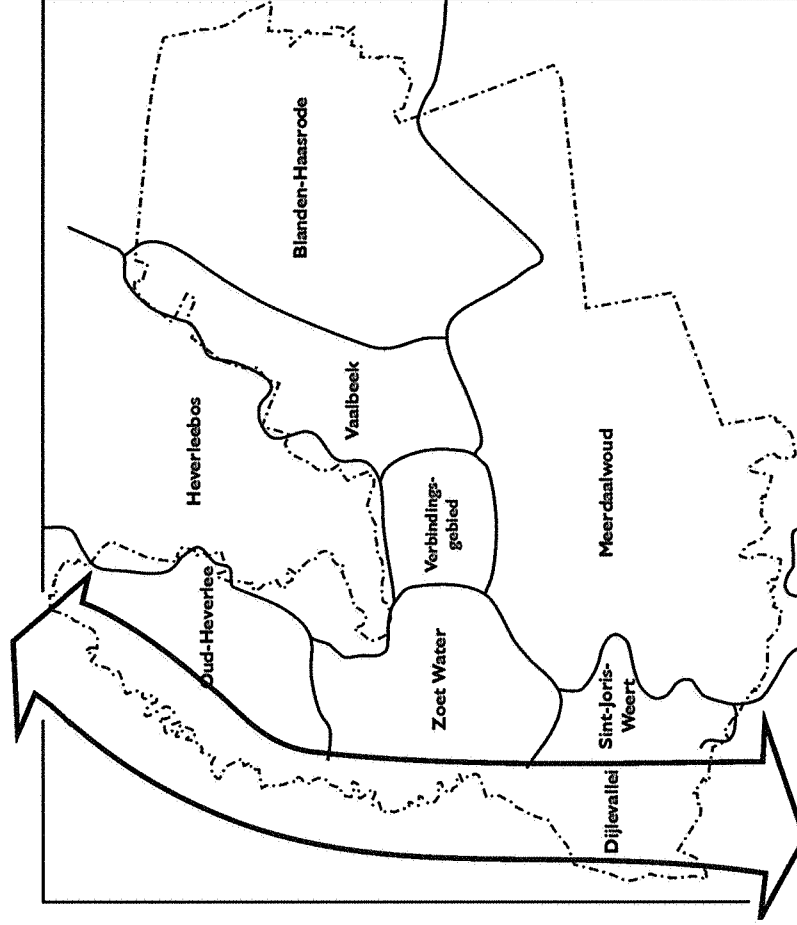 Heverleebos
Oud-Heverlee
Blanden-Haasrode
Vaalbeek
Verbindings-
gebied
Zoet Water
Meerdaalwoud
Sint-Joris-
Weert
Dijlevallei